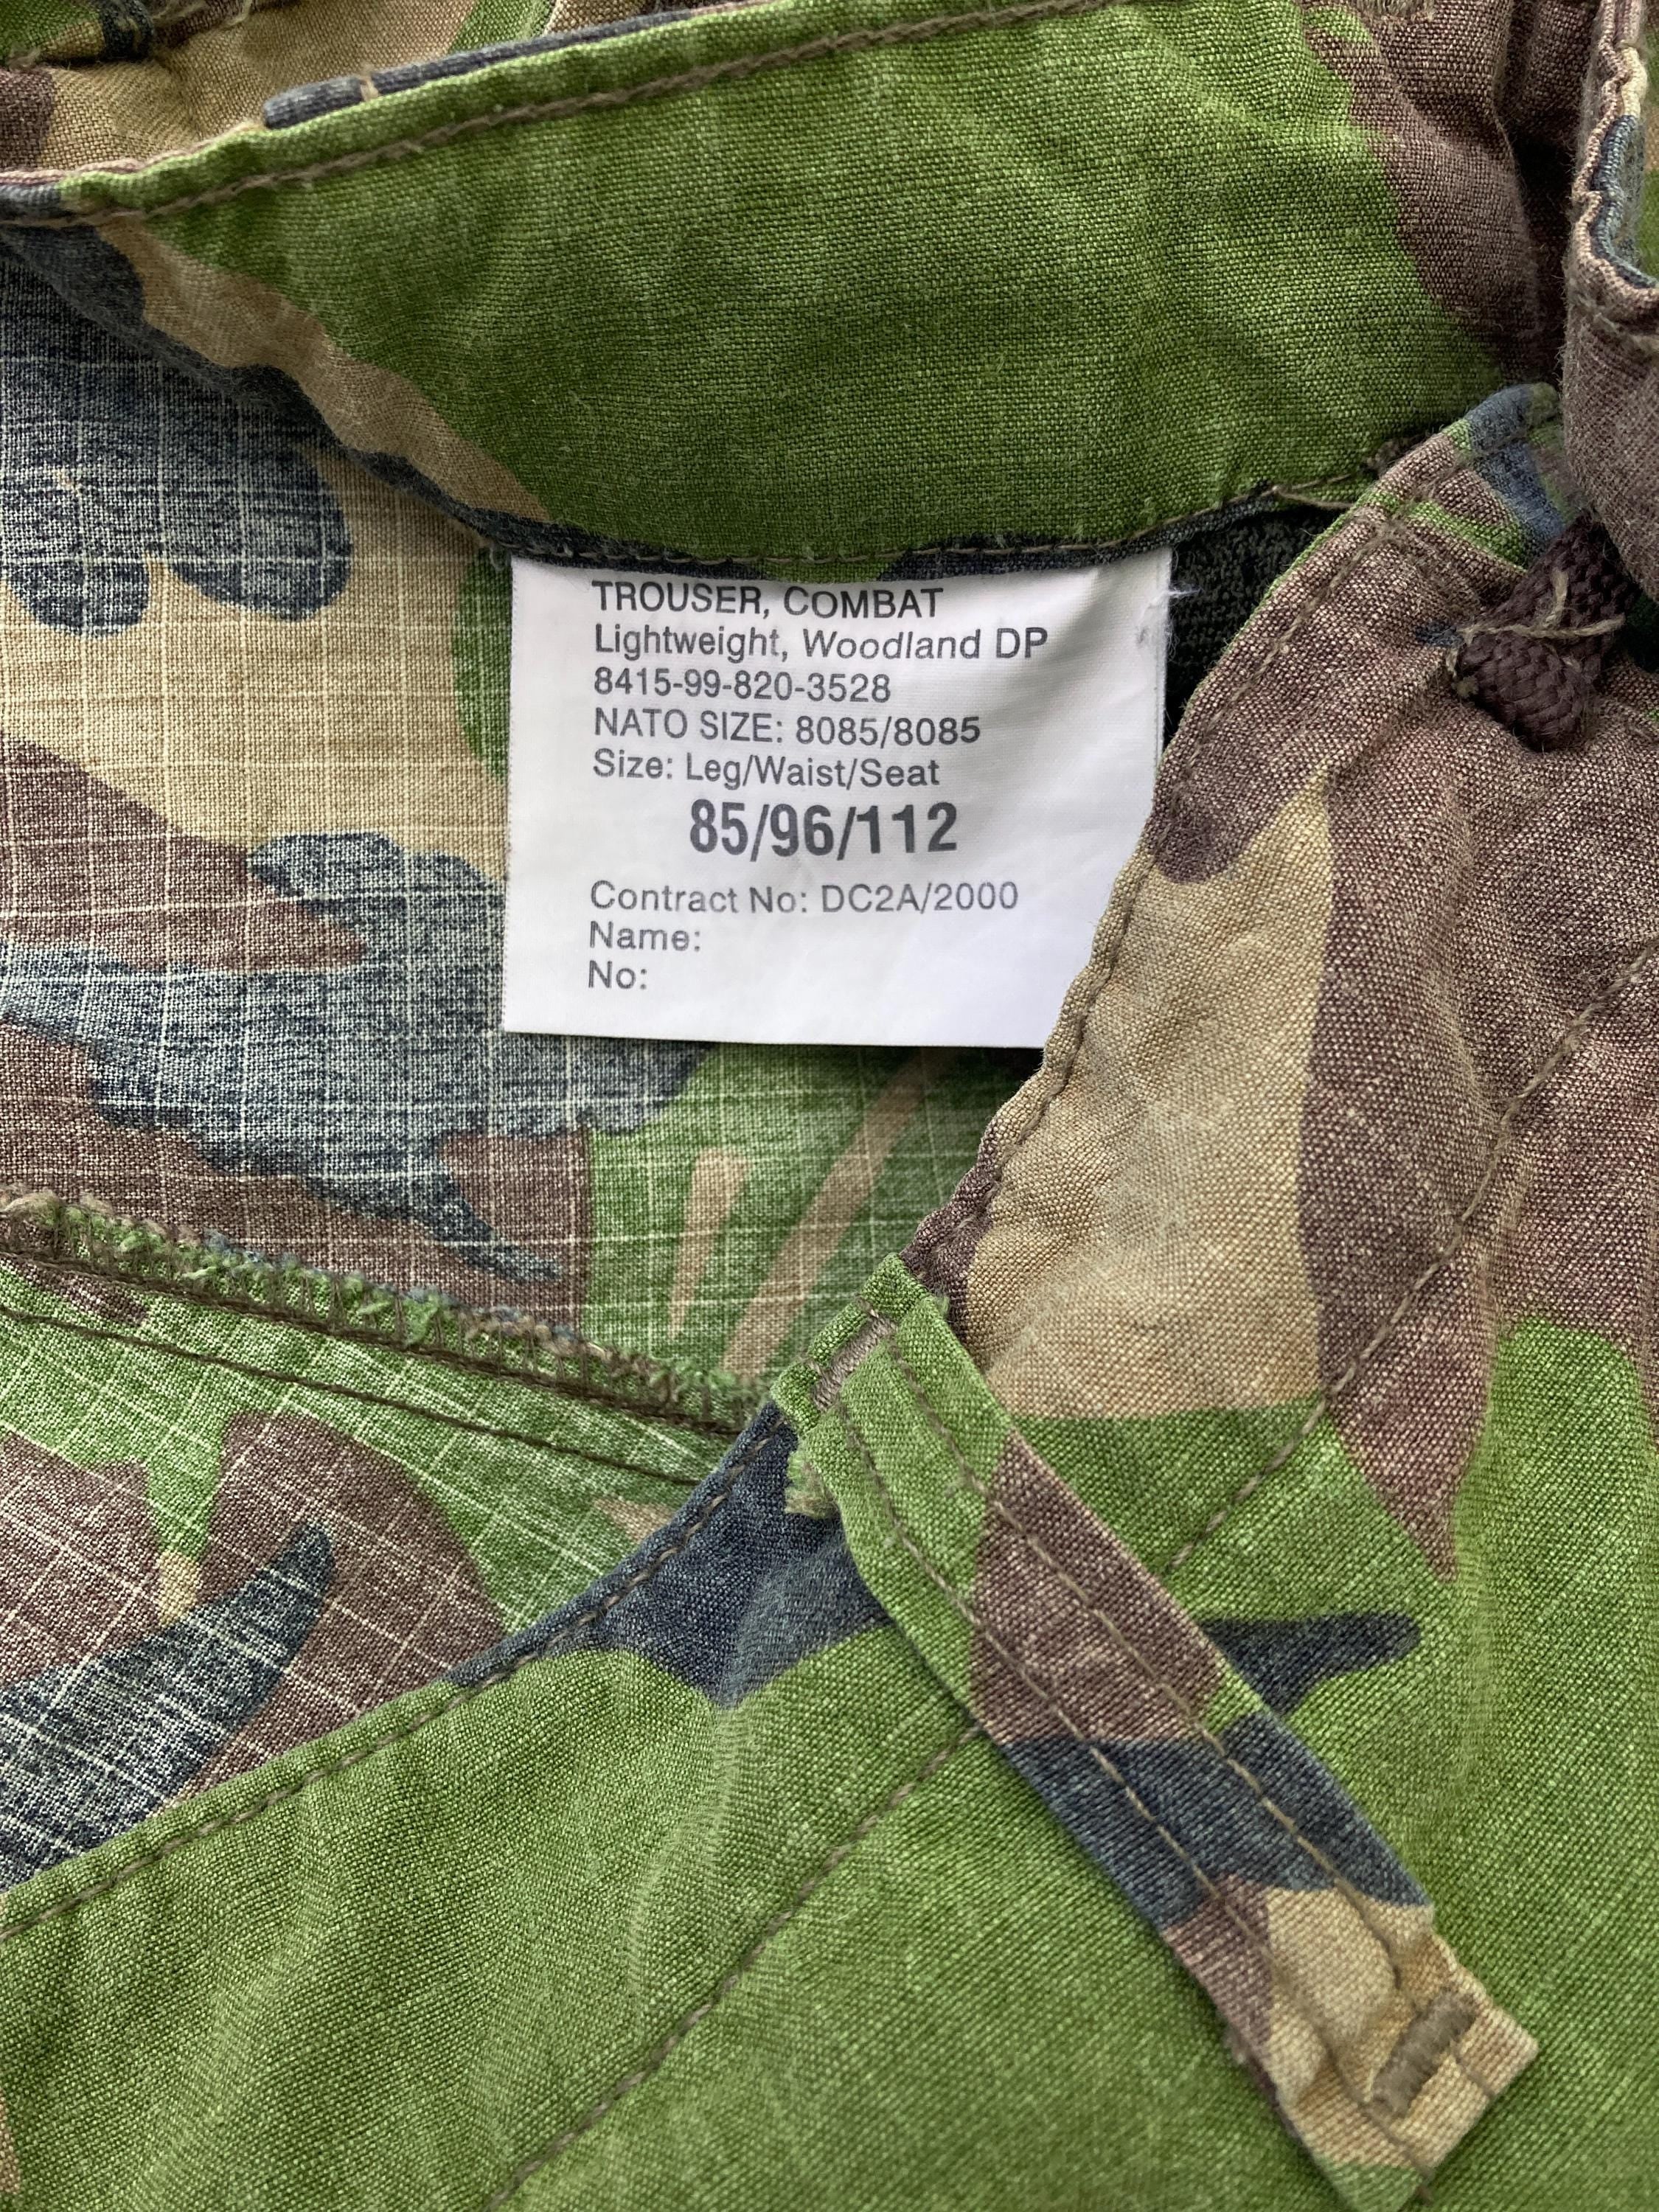 TROUSER, COMBAT
Lightweight, Woodland DP
8415-99-820-3528
NATO SIZE: 8085/8085
Size: Leg/Waist/Seat
85/96/112
Contract No: DC2A/2000
Name:
No: